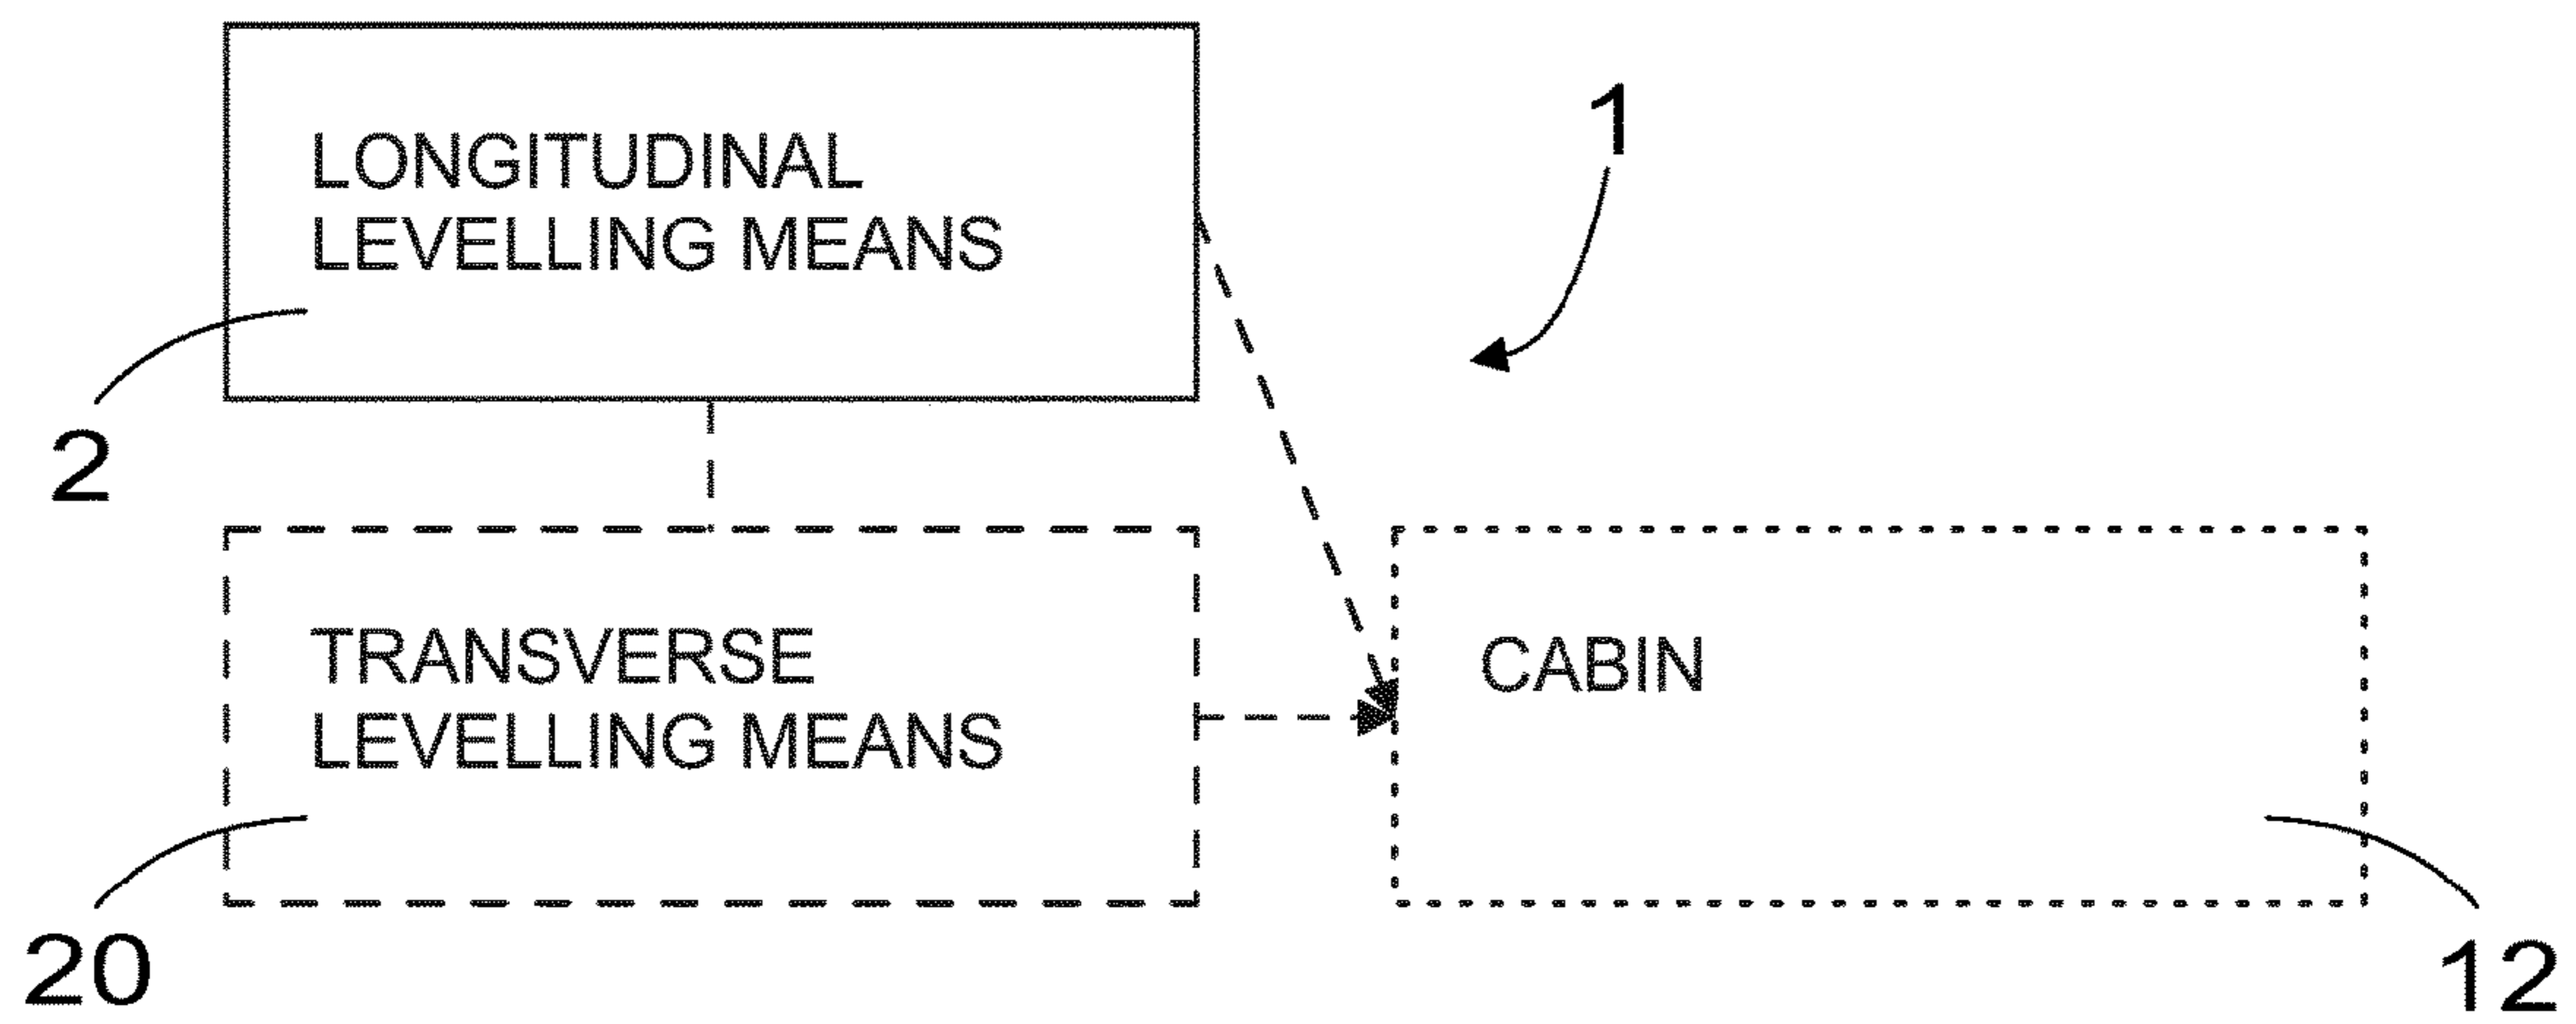 LONGITUDINAL
LEVELLING MEANS
1
2
TRANSVERSE
LEVELLING MEANS
CABIN
20
12